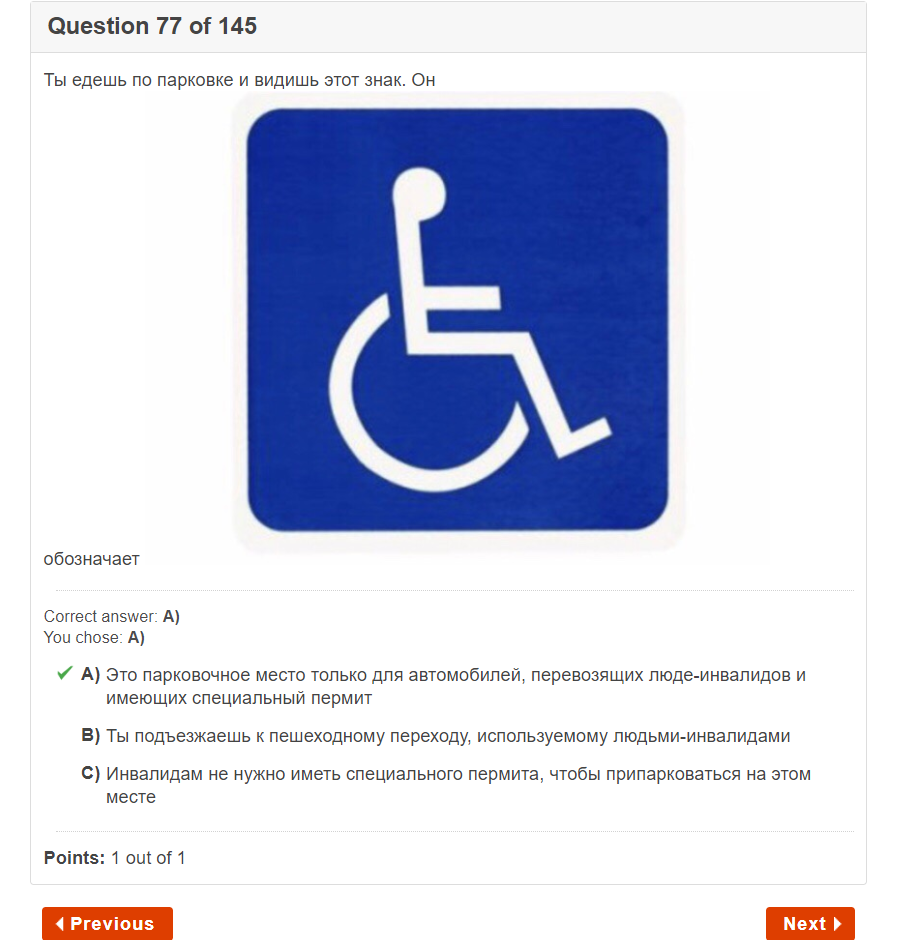 Question 77 of 145
Ты едешь по парковке и видишь этот знак. Он
обозначает
Correct answer: A)
You chose: A)
A) Это парковочное место только для автомобилей, перевозящих люде-инвалидов и
имеющих специальный пермит
B) Ты подъезжаешь к пешеходному переходу, используемому людьми-инвалидами
C) Инвалидам не нужно иметь специального пермита, чтобы припарковаться на этом
месте
Points: 1 out of 1
Previous
Next